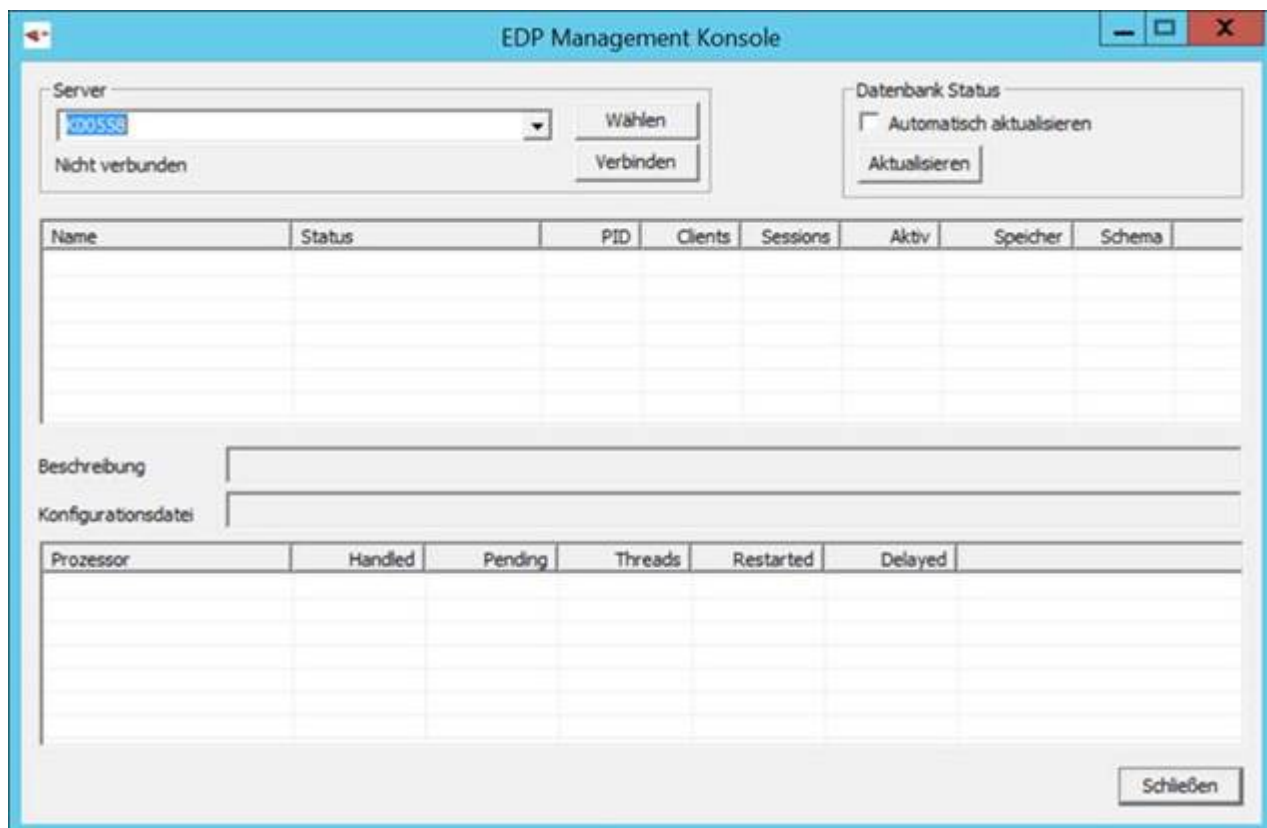 EDP Management Konsole
Server
K00558
Wählen
Nicht verbunden
Verbinden
Datenbank Status
Automatisch aktualisieren
Aktualisieren
Name Status PID Clients Sessions Aktiv Speicher Schema
Beschreibung
Konfigurationsdatei
Prozessor Handled Pending Threads Restarted Delayed
Schließen